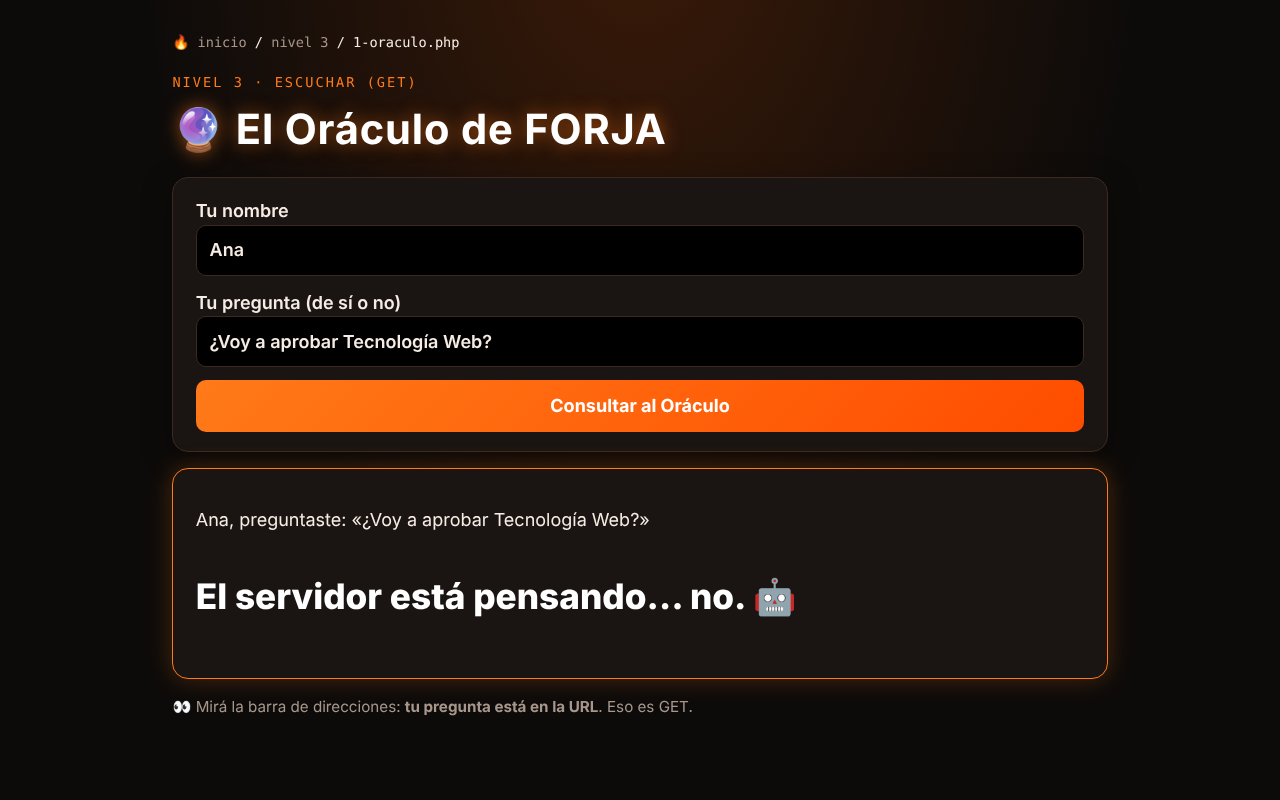 🔥 inicio / nivel 3 / 1-oraculo.php
NIVEL 3 · ESCUCHAR (GET)
🔮 El Oráculo de FORJA
Tu nombre
Ana
Tu pregunta (de sí o no)
¿Voy a aprobar Tecnología Web?
Consultar al Oráculo
Ana, preguntaste: «¿Voy a aprobar Tecnología Web?»
El servidor está pensando... no. 🤖
👀 Mirá la barra de direcciones: tu pregunta está en la URL. Eso es GET.